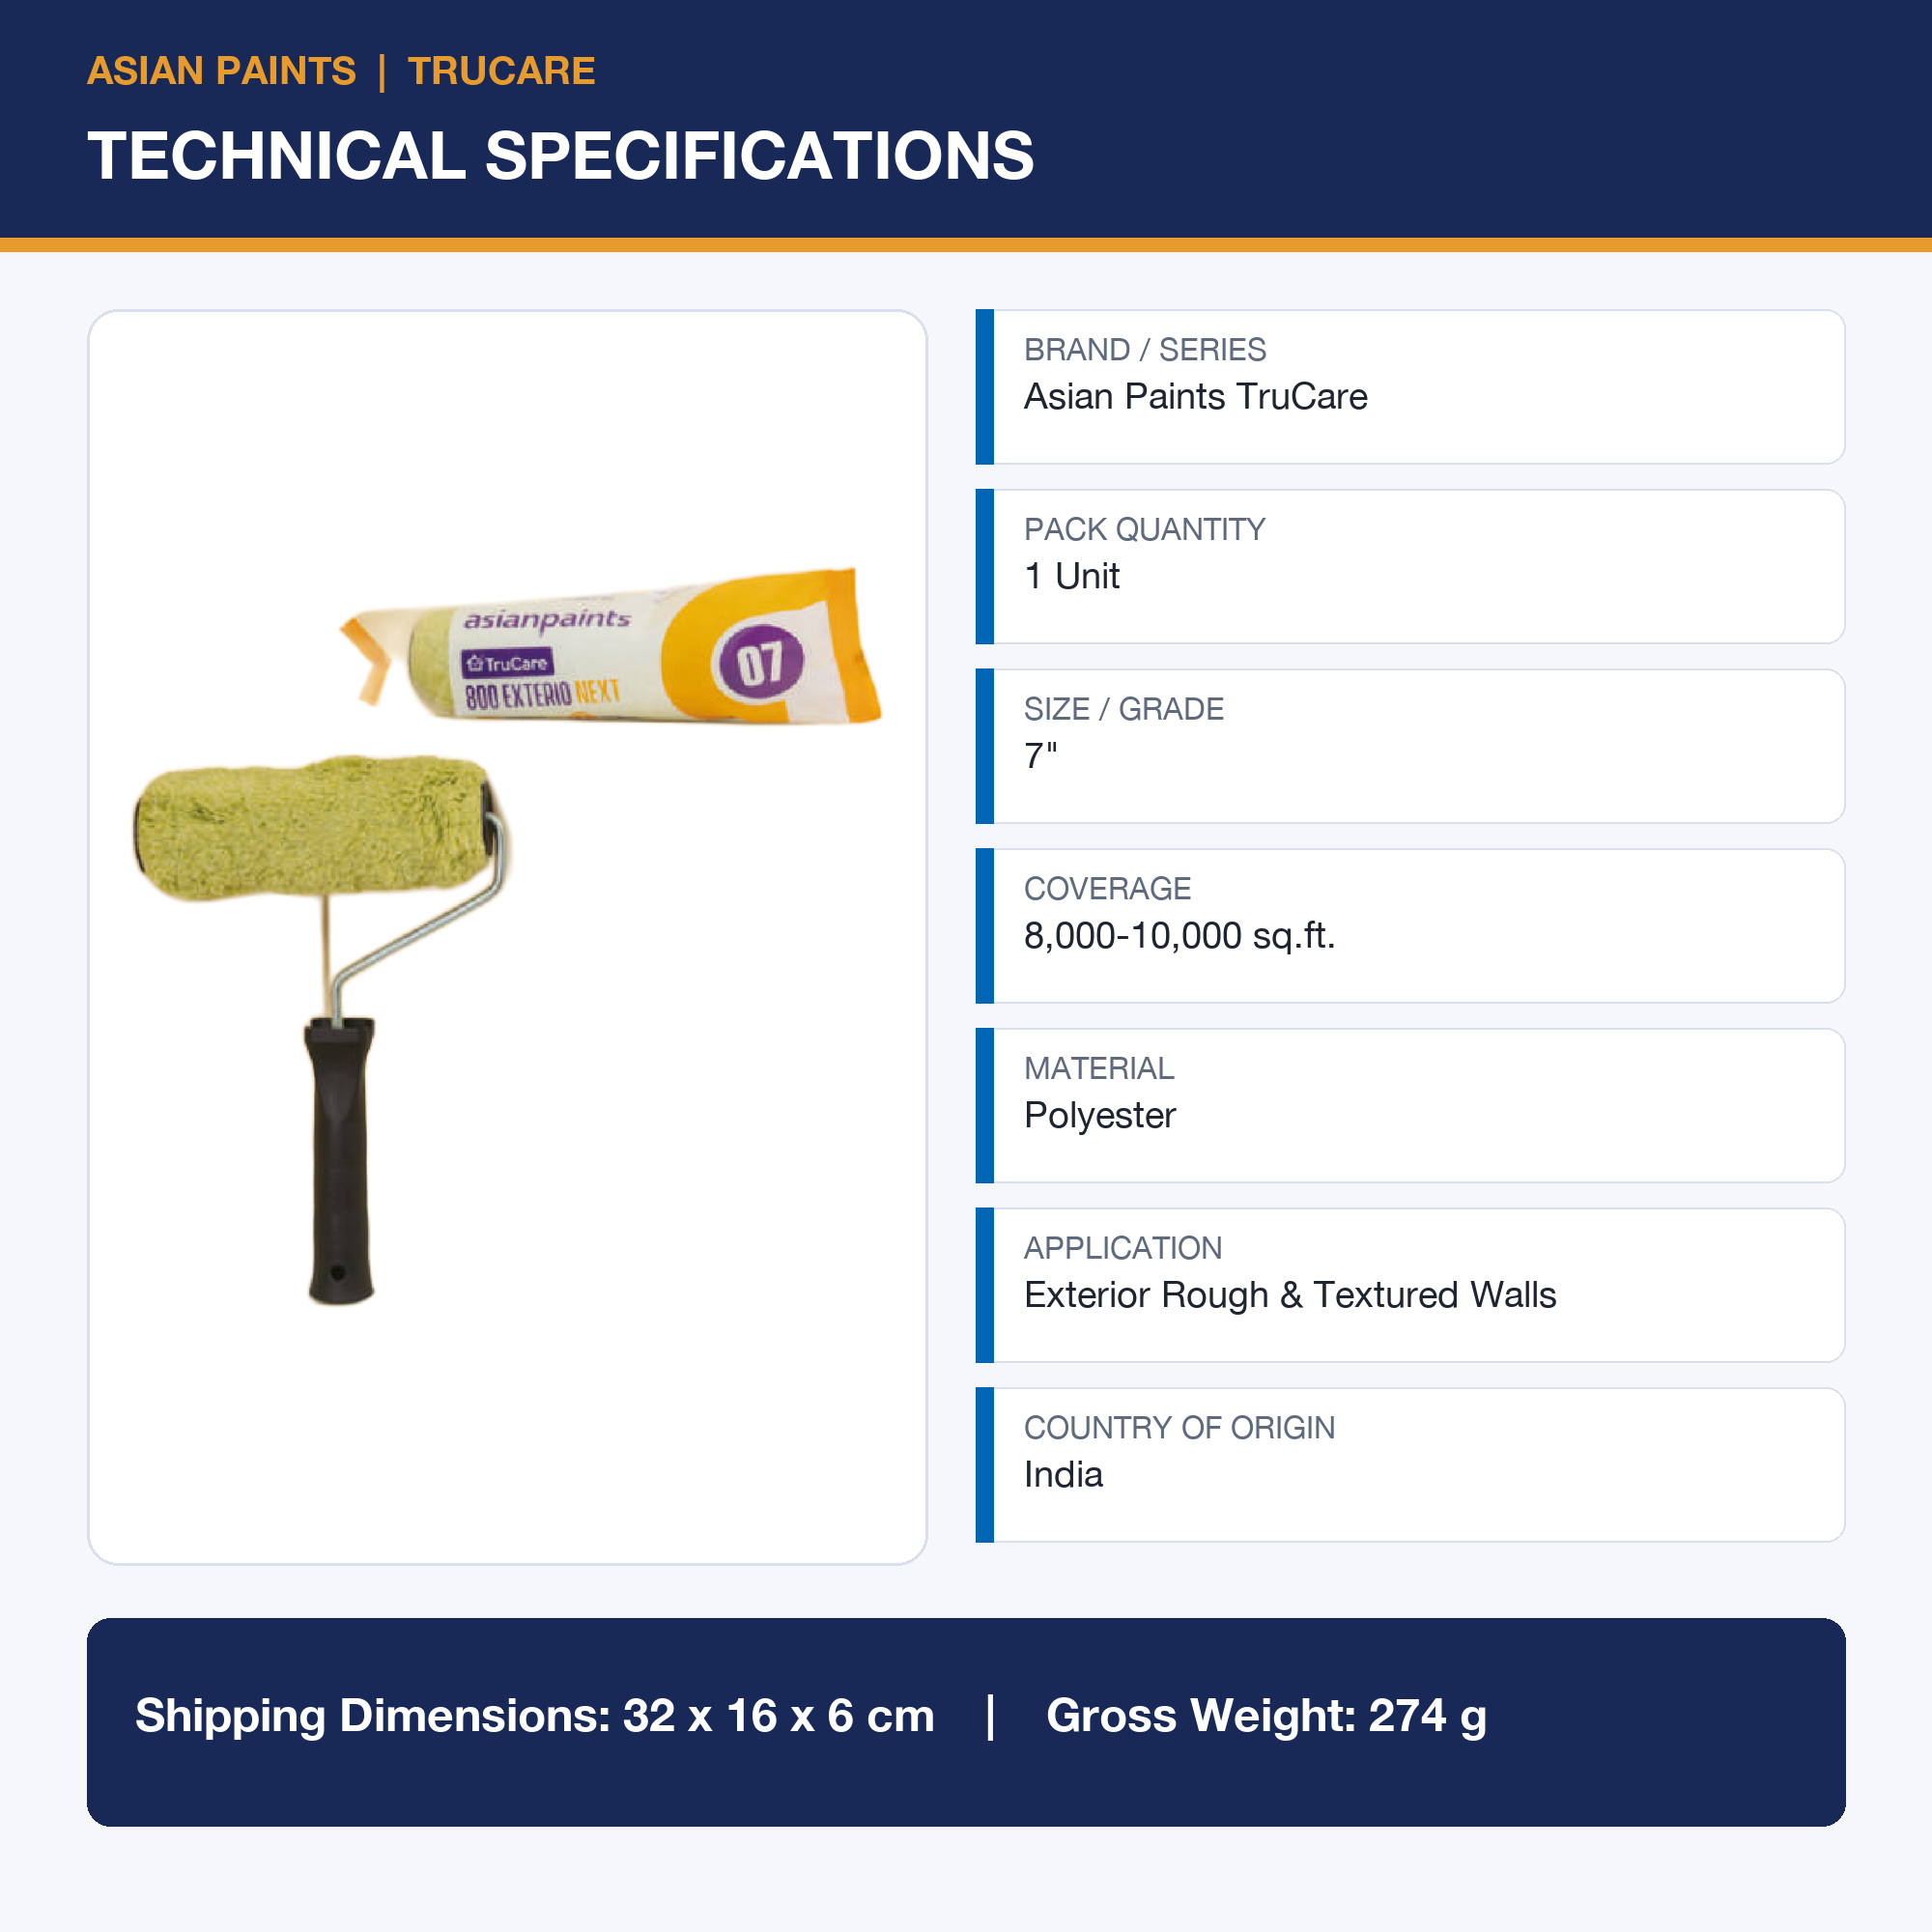 ASIAN PAINTS | TRUCARE
TECHNICAL SPECIFICATIONS
asianpaints
TruCare
800 EXTERIO NEXT
07
BRAND / SERIES
Asian Paints TruCare
PACK QUANTITY
1 Unit
SIZE / GRADE
7"
COVERAGE
8,000-10,000 sq.ft.
MATERIAL
Polyester
APPLICATION
Exterior Rough & Textured Walls
COUNTRY OF ORIGIN
India
Shipping Dimensions: 32 x 16 x 6 cm | Gross Weight: 274 g